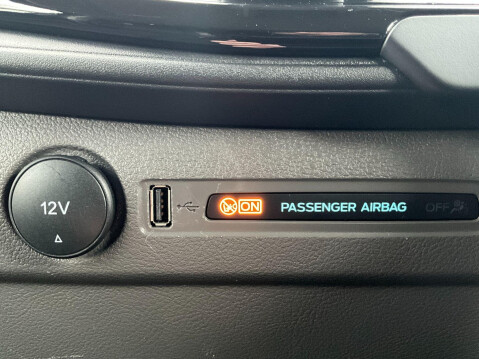 12V
ON PASSENGER AIRBAG OFF